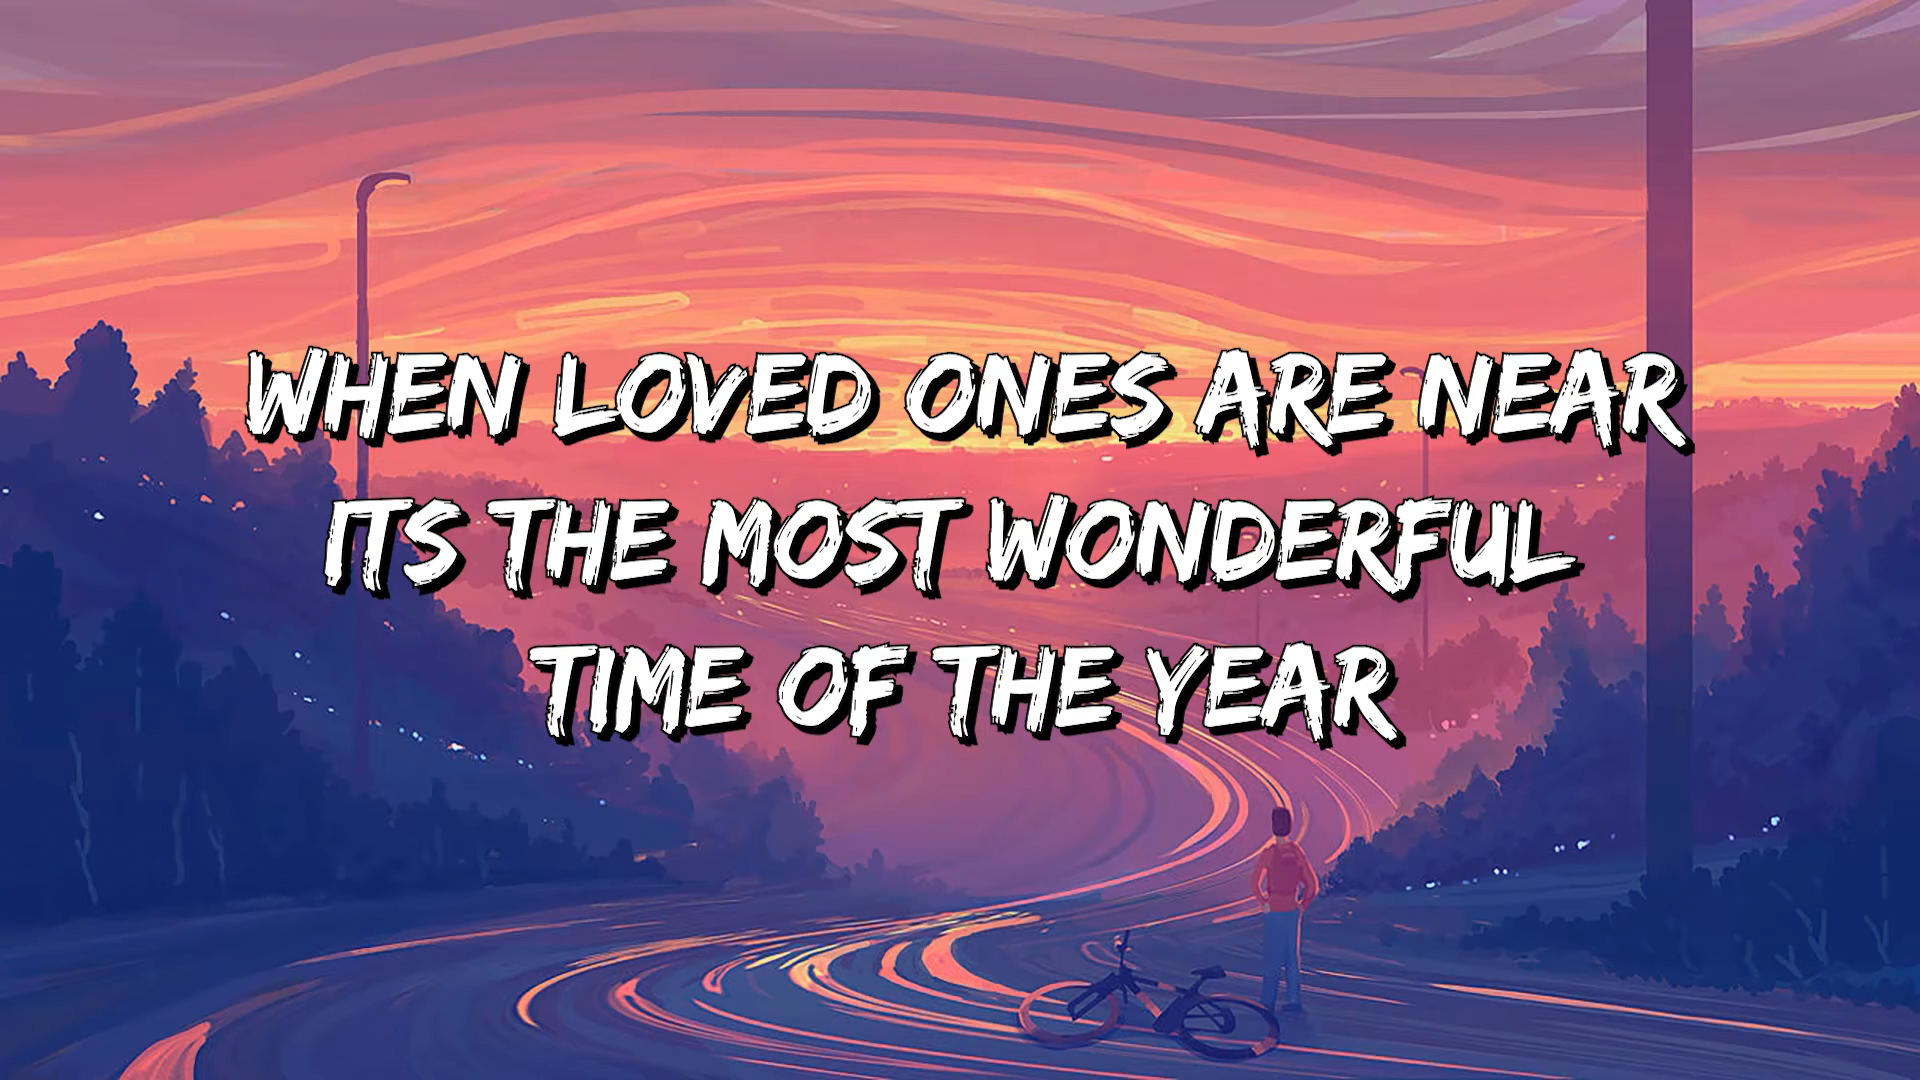 WHEN LOVED ONES ARE NEAR
ITS THE MOST WONDERFUL
TIME OF THE YEAR